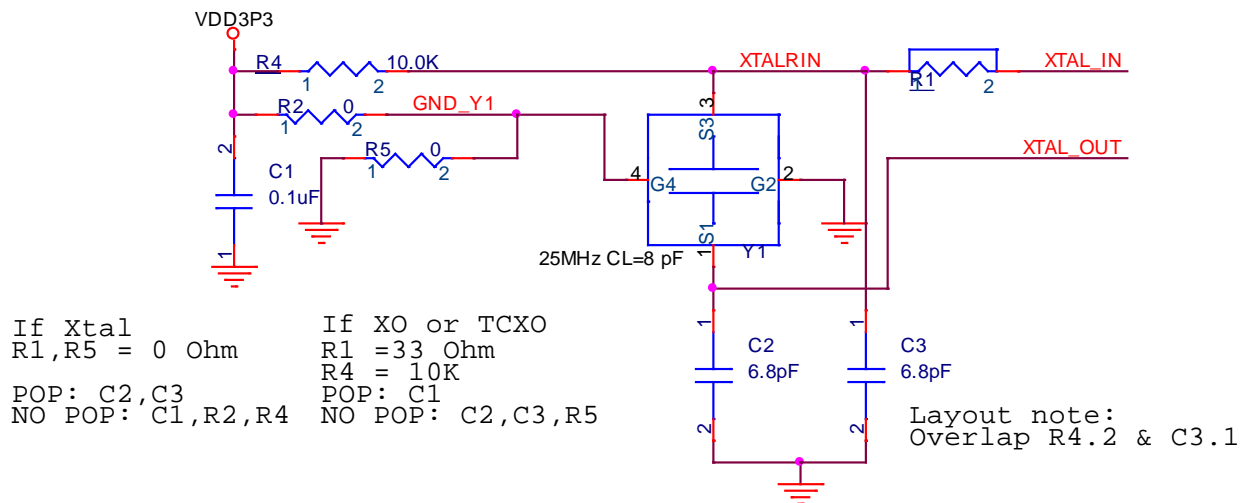 VDD3P3
R4 10.0K XTALRIN R1 XTAL_IN
1 2 1 2
R2 0 GND_Y1 3
1 2 S3
R5 0 XTAL_OUT
1 2
2 C1 4 G4 G2 2
0.1uF
1 S1 Y1
25MHz CL=8 pF 1
If Xtal
R1,R5 = 0 Ohm
POP: C2,C3
NO POP: C1,R2,R4
If XO or TCXO
R1 =33 Ohm
R4 = 10K
POP: C1
NO POP: C2,C3,R5
1 C2 1 C3
6.8pF 6.8pF
2 2
Layout note:
Overlap R4.2 & C3.1